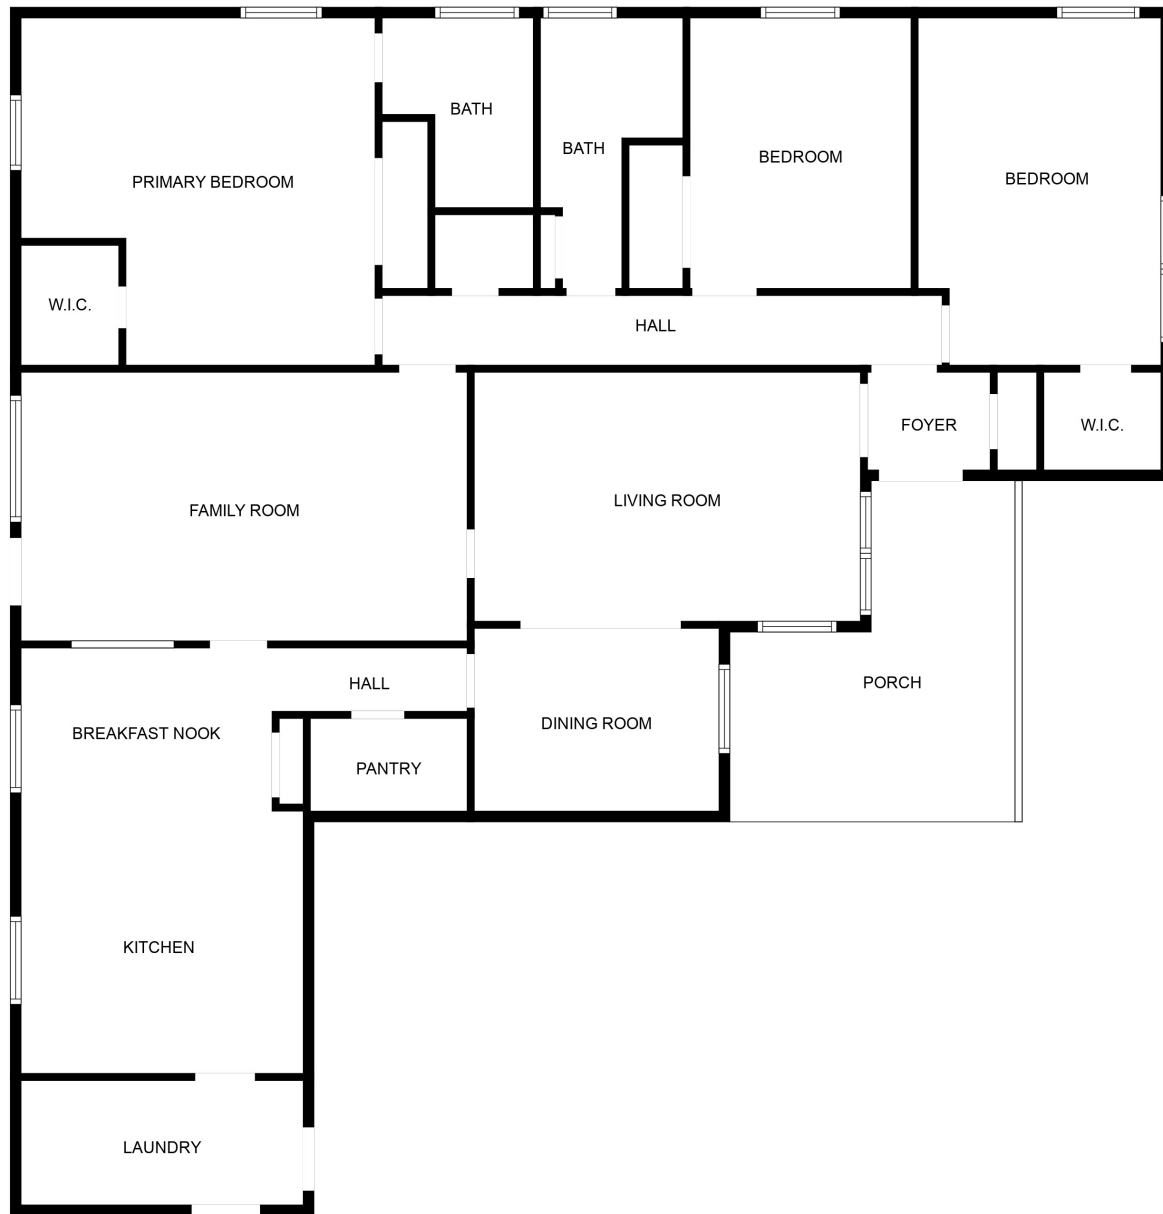 BATH
BATH
BEDROOM
BEDROOM
PRIMARY BEDROOM
W.I.C.
HALL
FOYER
W.I.C.
LIVING ROOM
FAMILY ROOM
HALL
PORCH
DINING ROOM
BREAKFAST NOOK
PANTRY
KITCHEN
LAUNDRY